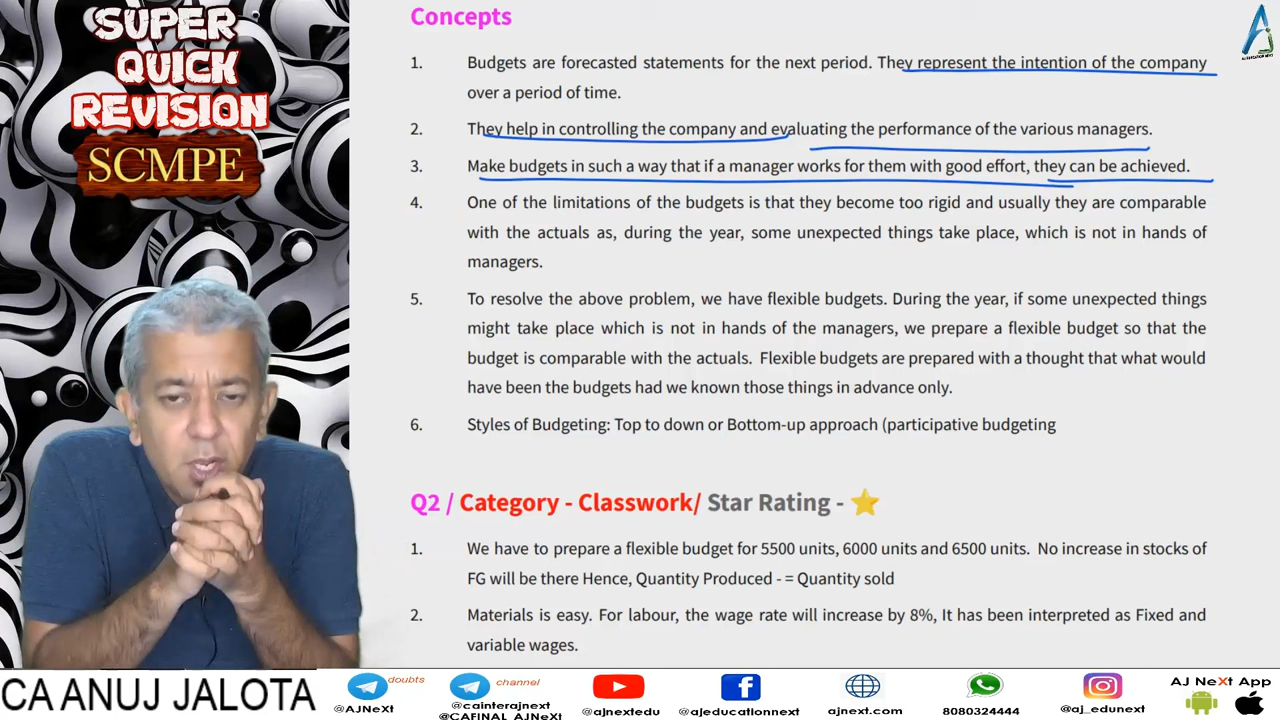 SUPER
QUICK
REVISION
SCMPE
Concepts
1. Budgets are forecasted statements for the next period. They represent the intention of the company
over a period of time.
2. They help in controlling the company and evaluating the performance of the various managers.
3. Make budgets in such a way that if a manager works for them with good effort, they can be achieved.
4. One of the limitations of the budgets is that they become too rigid and usually they are comparable
with the actuals as, during the year, some unexpected things take place, which is not in hands of
managers.
5. To resolve the above problem, we have flexible budgets. During the year, if some unexpected things
might take place which is not in hands of the managers, we prepare a flexible budget so that the
budget is comparable with the actuals. Flexible budgets are prepared with a thought that what would
have been the budgets had we known those things in advance only.
6. Styles of Budgeting: Top to down or Bottom-up approach (participative budgeting
Q2 / Category - Classwork/ Star Rating - ⭐
1. We have to prepare a flexible budget for 5500 units, 6000 units and 6500 units. No increase in stocks of
FG will be there Hence, Quantity Produced - = Quantity sold
2. Materials is easy. For labour, the wage rate will increase by 8%, It has been interpreted as Fixed and
variable wages.
CA ANUJ JALOTA
doubts
@AJNeXt
channel
@cainterajnext
@CAFINAL_AJNeXt
@ajnextedu
@ajeducationnext
ajnext.com
8080324444
@aj_edunext
AJ NeXt App